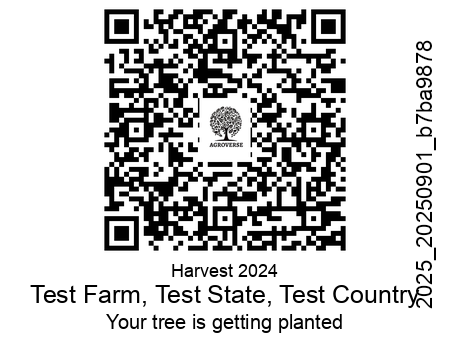 AGROVERSE
Harvest 2024
Test Farm, Test State, Test Country
Your tree is getting planted
2025_20250901_b7ba9878